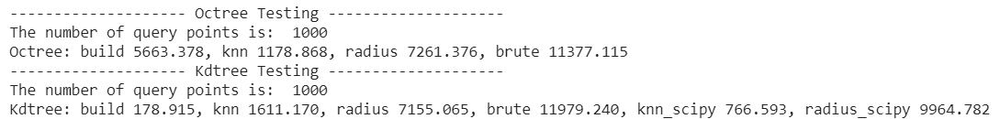 -------------------- Octree Testing --------------------
The number of query points is:  1000
Octree: build 5663.378, knn 1178.868, radius 7261.376, brute 11377.115
-------------------- Kdtree Testing --------------------
The number of query points is:  1000
Kdtree: build 178.915, knn 1611.170, radius 7155.065, brute 11979.240, knn_scipy 766.593, radius_scipy 9964.782